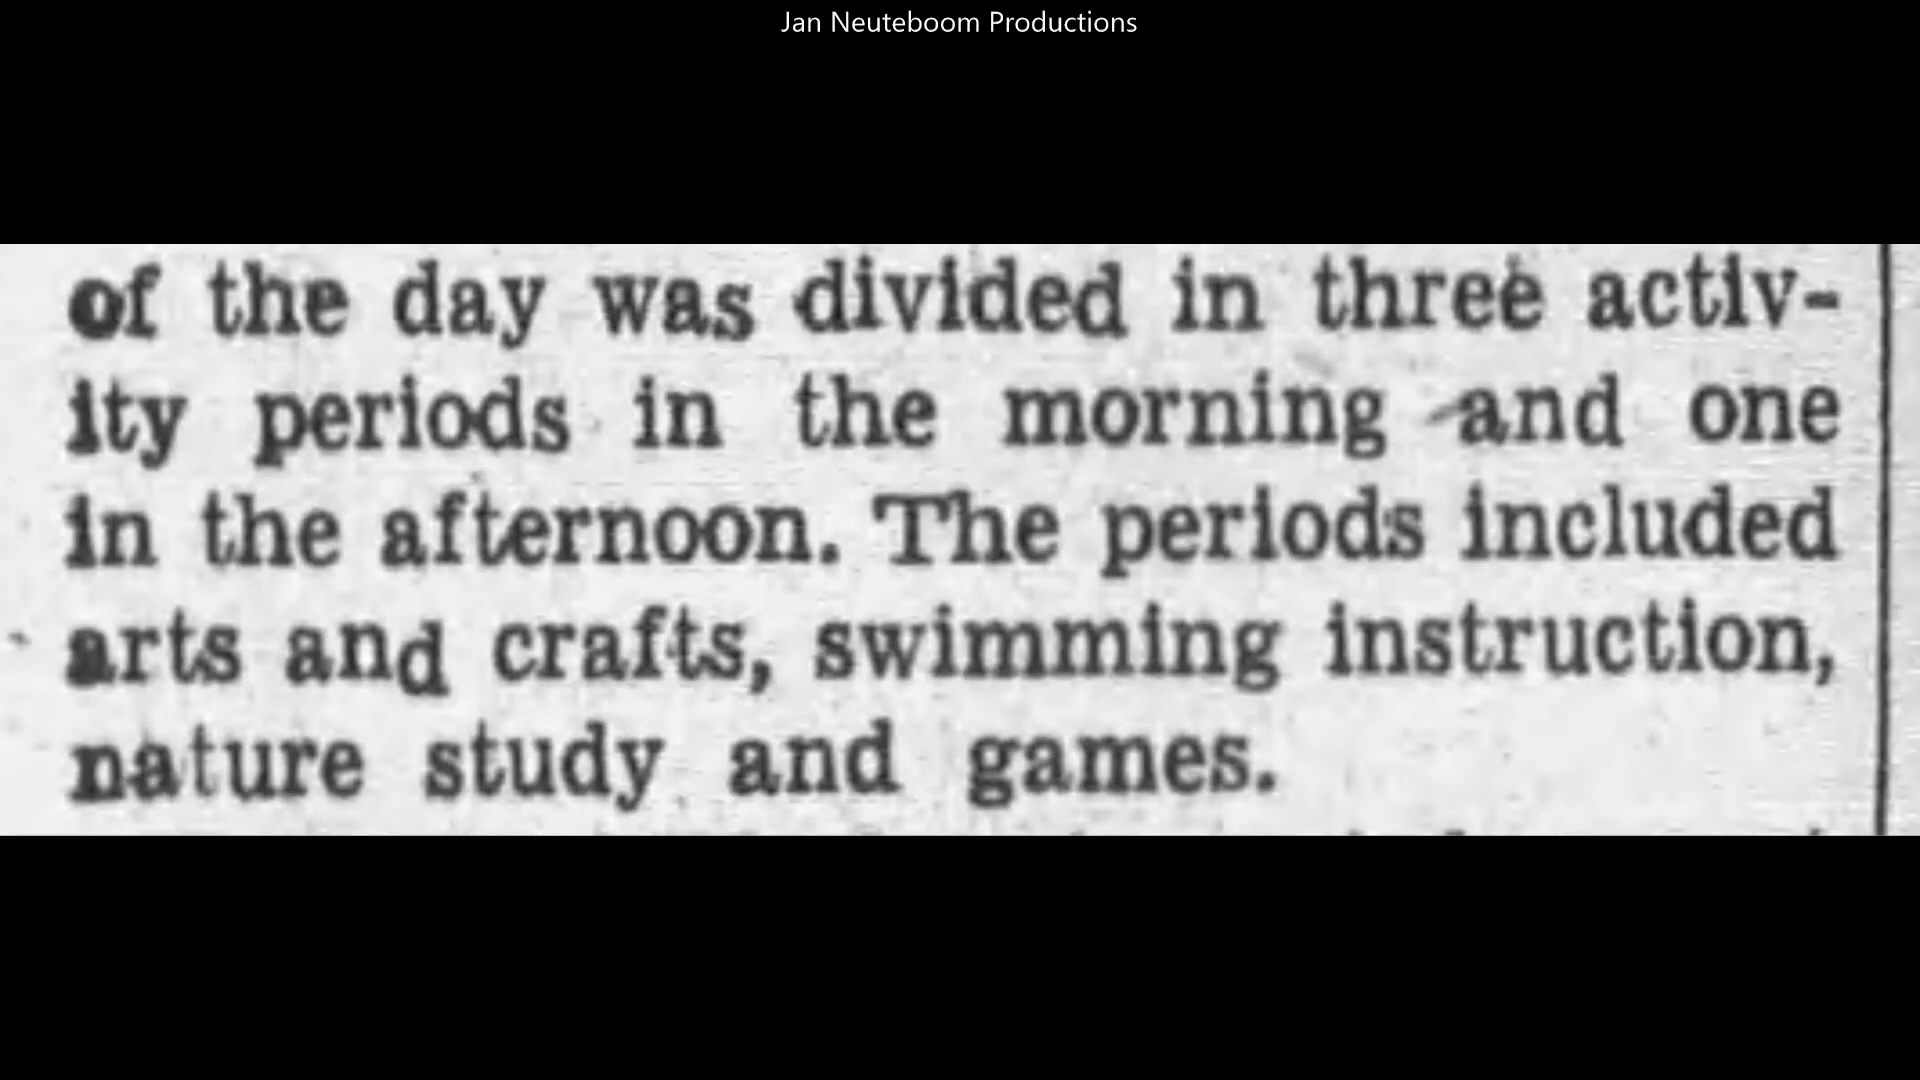 Jan Neuteboom Productions
of the day was divided in three activ-
ity periods in the morning and one
in the afternoon. The periods included
arts and crafts, swimming instruction,
nature study and games.